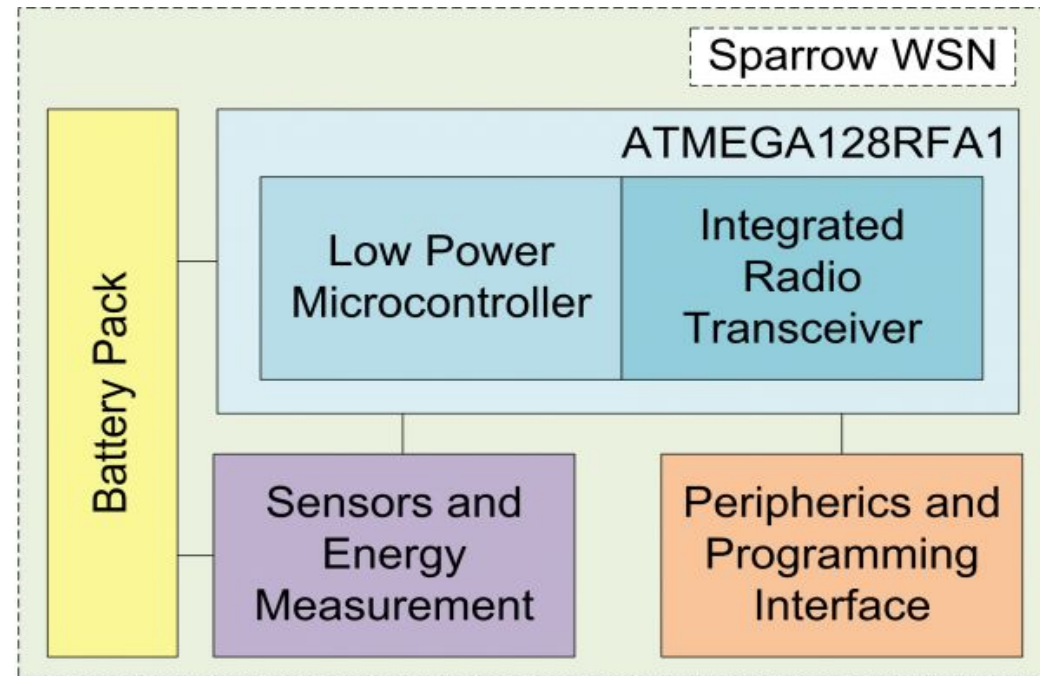 Sparrow WSN
ATMEGA128RFA1
Battery Pack
Low Power
Microcontroller
Integrated
Radio
Transceiver
Sensors and
Energy
Measurement
Peripherics and
Programming
Interface